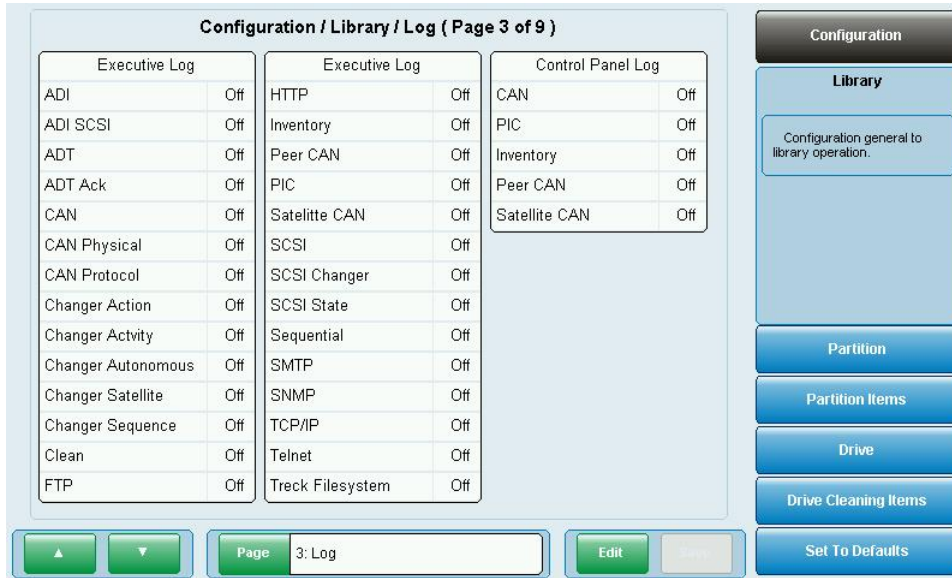 Configuration / Library / Log ( Page 3 of 9 )
Executive Log
ADI Off
ADI SCSI Off
ADT Off
ADT Ack Off
CAN Off
CAN Physical Off
CAN Protocol Off
Changer Action Off
Changer Actvity Off
Changer Autonomous Off
Changer Satellite Off
Changer Sequence Off
Clean Off
FTP Off
Executive Log
HTTP Off
Inventory Off
Peer CAN Off
PIC Off
Satelitte CAN Off
SCSI Off
SCSI Changer Off
SCSI State Off
Sequential Off
SMTP Off
SNMP Off
TCP/IP Off
Telnet Off
Treck Filesystem Off
Control Panel Log
CAN Off
PIC Off
Inventory Off
Peer CAN Off
Satellite CAN Off
Page 3: Log
Edit
Save
Configuration
Library
Configuration general to
library operation.
Partition
Partition Items
Drive
Drive Cleaning Items
Set To Defaults